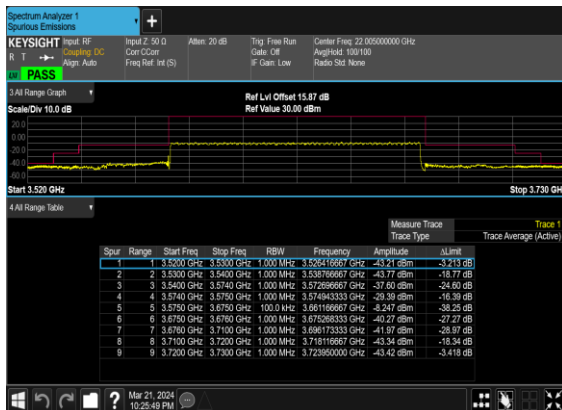 Spectrum Analyzer 1
Spurious Emissions
KEYSIGHT Input: RF Input Z: 50 Ω Atten: 20 dB Trig: Free Run Center Freq: 22.005000000 GHz
R T Coupling: DC Corr CCorr Gate: Off Avg|Hold: 100/100
Align: Auto Freq Ref: Int (S) IF Gain: Low Radio Std: None
PASS
3 All Range Graph
Ref Lvl Offset 15.87 dB
Scale/Div 10.0 dB Ref Value 30.00 dBm
20.0
0.00
-20.0
-40.0
-60.0
Start 3.520 GHz Stop 3.730 GH
4 All Range Table
Measure Trace Trace 1
Trace Type Trace Average (Active)
Spur Range Start Freq Stop Freq RBW Frequency Amplitude ΔLimit
1 1 3.5200 GHz 3.5300 GHz 1.000 MHz 3.526416667 GHz -43.21 dBm -3.213 dB
2 2 3.5300 GHz 3.5400 GHz 1.000 MHz 3.538766667 GHz -43.77 dBm -18.77 dB
3 3 3.5400 GHz 3.5740 GHz 1.000 MHz 3.572696667 GHz -37.60 dBm -24.60 dB
4 4 3.5740 GHz 3.5750 GHz 1.000 MHz 3.574943333 GHz -29.39 dBm -16.39 dB
5 5 3.5750 GHz 3.6750 GHz 100.0 kHz 3.661166667 GHz -8.247 dBm -38.25 dB
6 6 3.6750 GHz 3.6760 GHz 1.000 MHz 3.675268333 GHz -40.27 dBm -27.27 dB
7 7 3.6760 GHz 3.7100 GHz 1.000 MHz 3.696173333 GHz -41.97 dBm -28.97 dB
8 8 3.7100 GHz 3.7200 GHz 1.000 MHz 3.718116667 GHz -43.34 dBm -18.34 dB
9 9 3.7200 GHz 3.7300 GHz 1.000 MHz 3.723950000 GHz -43.42 dBm -3.418 dB
Mar 21, 2024
10:25:49 PM